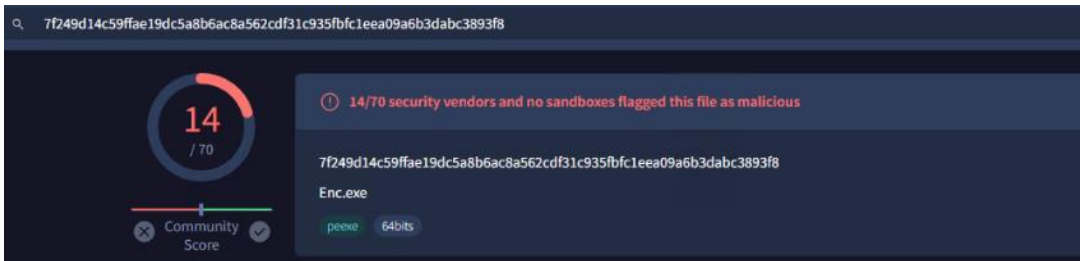 7f249d14c59ffae19dc5a8b6ac8a562cdf31c935fbfc1eea09a6b3dabc3893f8
14
/ 70
Community
Score
14/70 security vendors and no sandboxes flagged this file as malicious
7f249d14c59ffae19dc5a8b6ac8a562cdf31c935fbfc1eea09a6b3dabc3893f8
Enc.exe
peexe 64bits